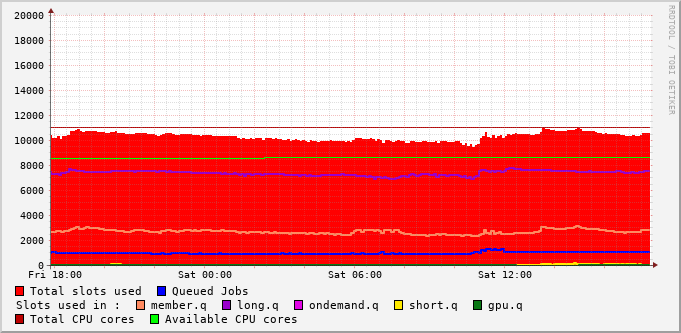 RRDTOOL / TOBI OETIKER
20000
18000
16000
14000
12000
10000
8000
6000
4000
2000
0
Fri 18:00 Sat 00:00 Sat 06:00 Sat 12:00
Total slots used Queued Jobs
Slots used in : member.q long.q ondemand.q short.q gpu.q
Total CPU cores Available CPU cores